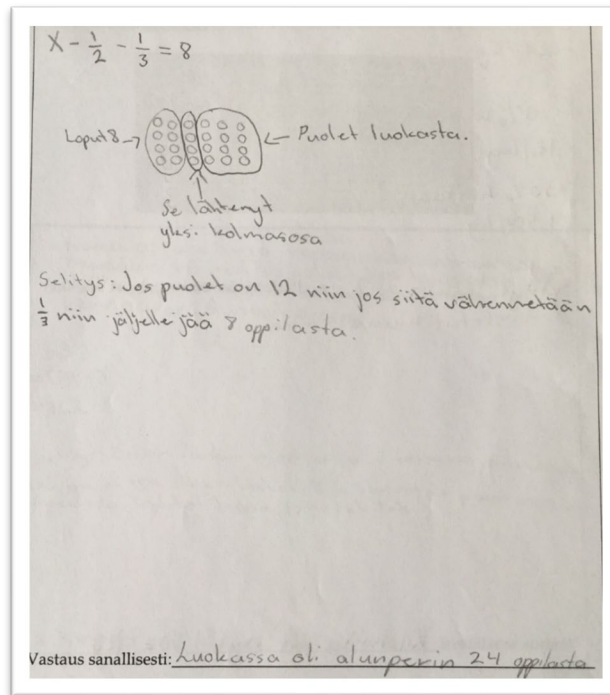 X - 1/2 - 1/3 = 8
Loput 8 → ← Puolet luokasta.
Se lähtenyt
yksi kolmasosa
Selitys: Jos puolet on 12 niin jos siitä vähennetään
1/3 niin jäljelle jää 8 oppilasta.
Vastaus sanallisesti: Luokassa oli alunperin 24 oppilasta